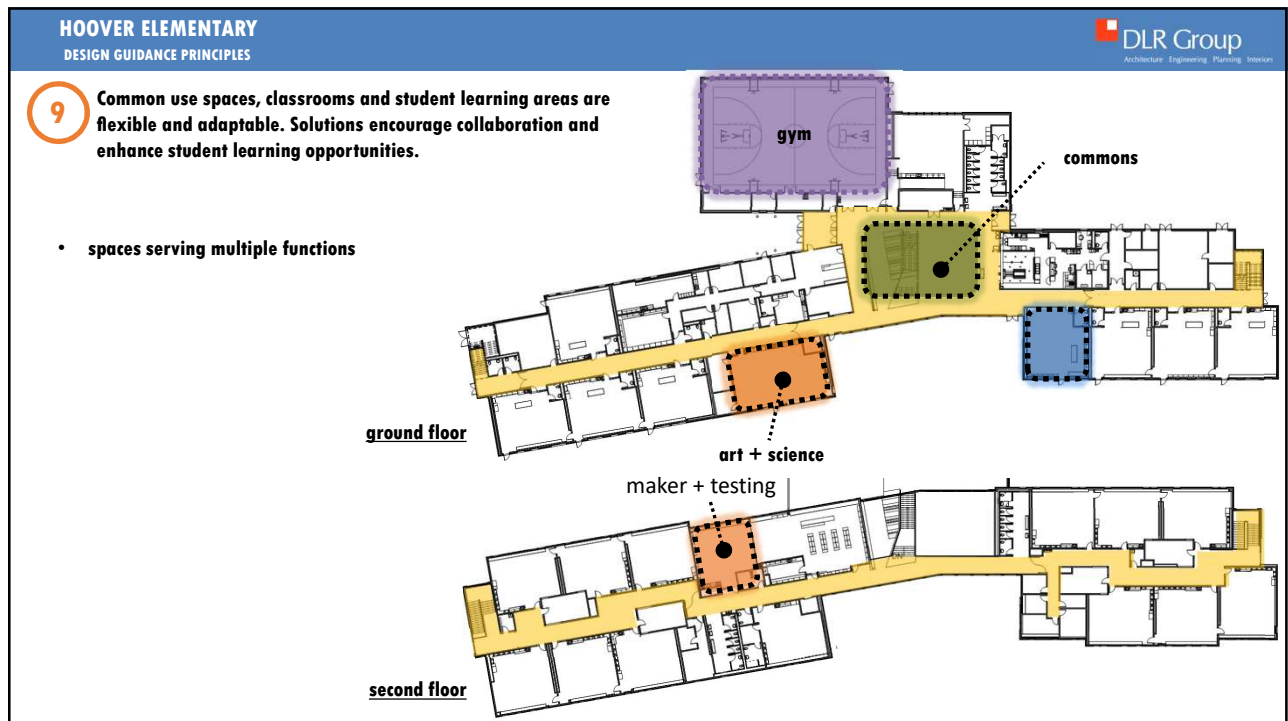 HOOVER ELEMENTARY
DESIGN GUIDANCE PRINCIPLES
DLR Group
Architecture Engineering Planning Interiors
9
Common use spaces, classrooms and student learning areas are
flexible and adaptable. Solutions encourage collaboration and
enhance student learning opportunities.
• spaces serving multiple functions
gym
commons
ground floor
art + science
maker + testing
second floor